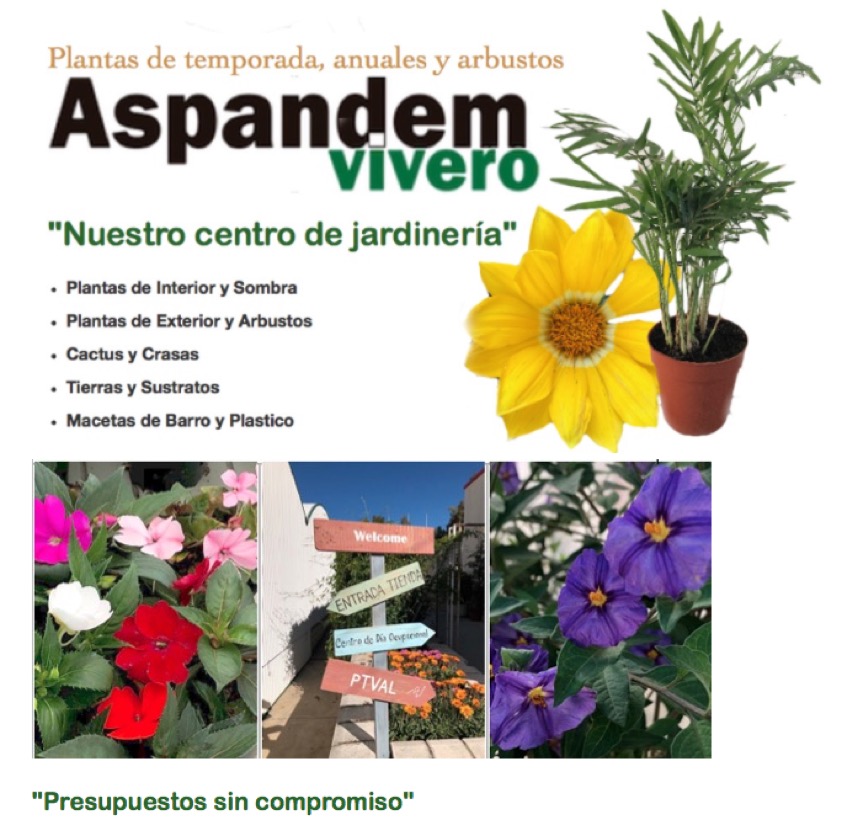 Plantas de temporada, anuales y arbustos
Aspandem
vivero
"Nuestro centro de jardinería"
• Plantas de Interior y Sombra
• Plantas de Exterior y Arbustos
• Cactus y Crasas
• Tierras y Sustratos
• Macetas de Barro y Plastico
Welcome
ENTRADA TIENDA
Centro de Día Ocupacional
PTVAL
"Presupuestos sin compromiso"